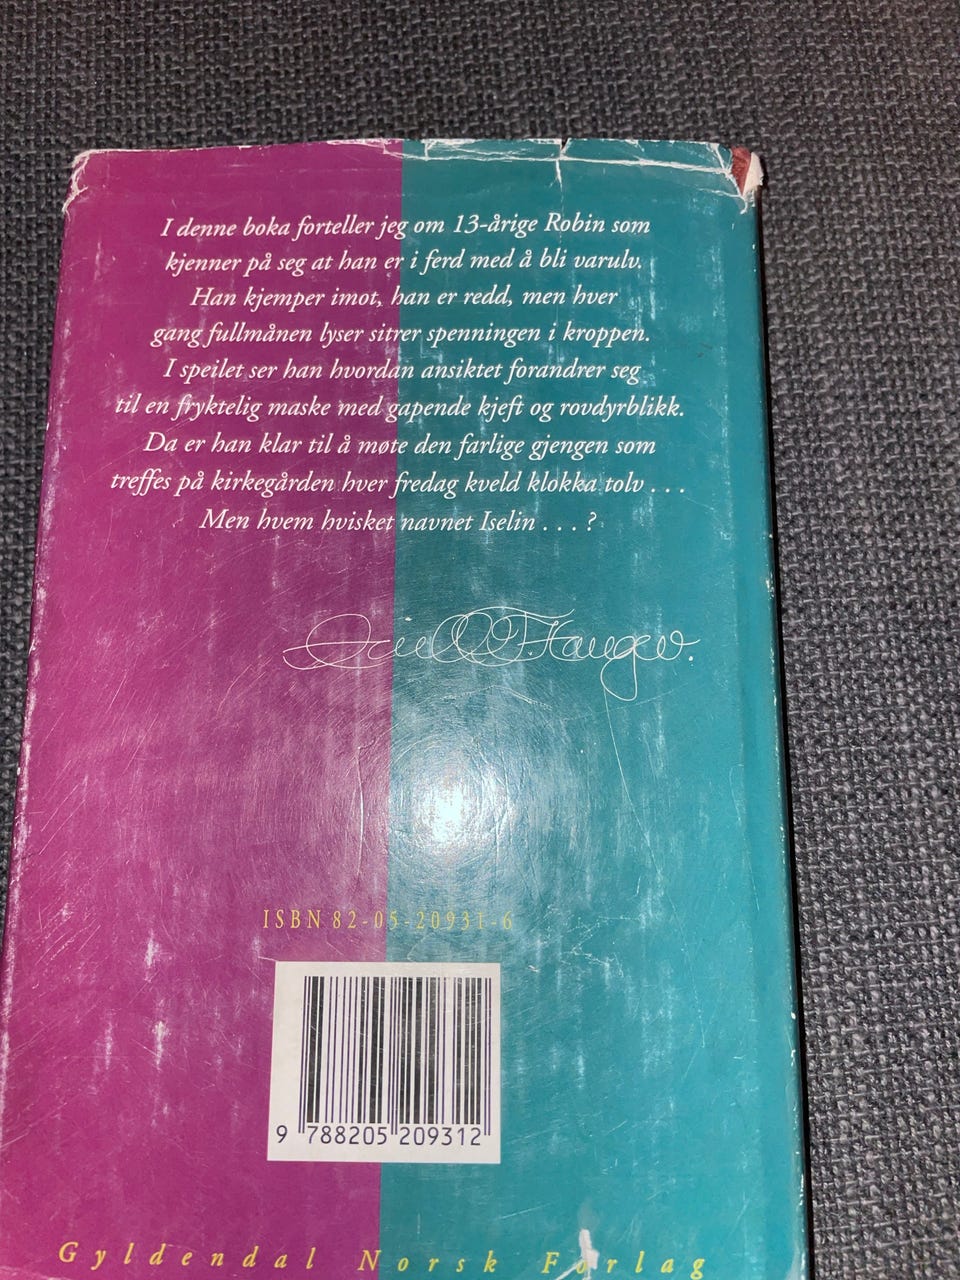 I denne boka forteller jeg om 13-årige Robin som
kjenner på seg at han er i ferd med å bli varulv.
Han kjemper imot, han er redd, men hver
gang fullmånen lyser sitrer spenningen i kroppen.
I speilet ser han hvordan ansiktet forandrer seg
til en fryktelig maske med gapende kjeft og rovdyrblikk.
Da er han klar til å møte den farlige gjengen som
treffes på kirkegården hver fredag kveld klokka tolv . . .
Men hvem hvisket navnet Iselin . . . ?
ISBN 82-05-20931-6
9 788205 209312
Gyldendal Norsk Forlag